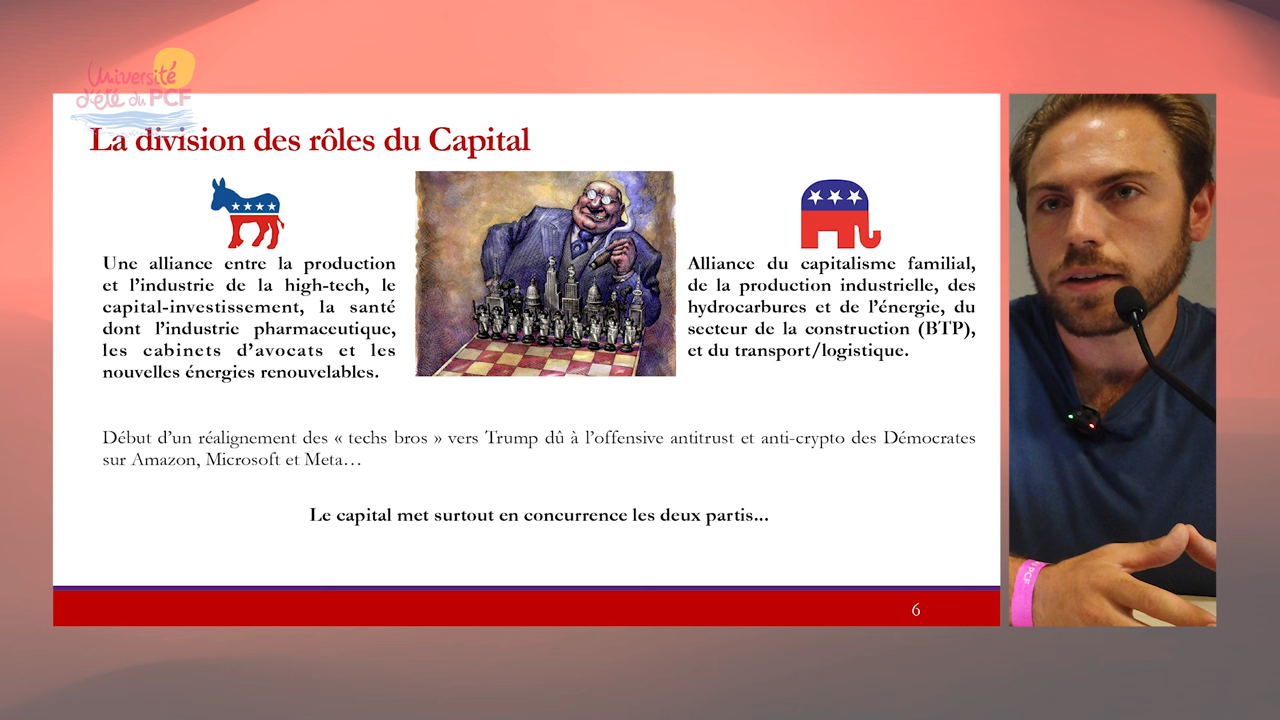 Université
d'été du PCF
La division des rôles du Capital
Une alliance entre la production
et l'industrie de la high-tech, le
capital-investissement, la santé
dont l'industrie pharmaceutique,
les cabinets d'avocats et les
nouvelles énergies renouvelables.
Alliance du capitalisme familial,
de la production industrielle, des
hydrocarbures et de l'énergie, du
secteur de la construction (BTP),
et du transport/logistique.
Début d'un réalignement des « techs bros » vers Trump dû à l'offensive antitrust et anti-crypto des Démocrates
sur Amazon, Microsoft et Meta…
Le capital met surtout en concurrence les deux partis...
6
PCF